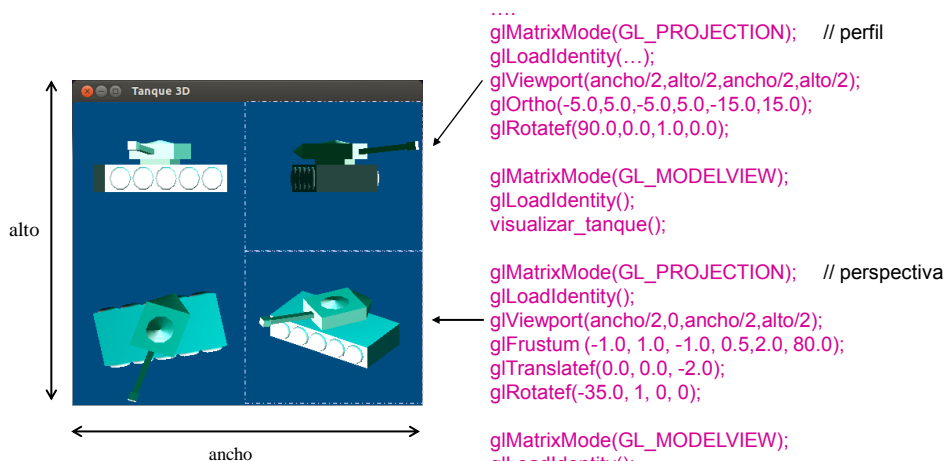 ....
glMatrixMode(GL_PROJECTION); // perfil
glLoadIdentity(…);
glViewport(ancho/2,alto/2,ancho/2,alto/2);
glOrtho(-5.0,5.0,-5.0,5.0,-15.0,15.0);
glRotatef(90.0,0.0,1.0,0.0);
glMatrixMode(GL_MODELVIEW);
glLoadIdentity();
visualizar_tanque();
glMatrixMode(GL_PROJECTION); // perspectiva
glLoadIdentity();
glViewport(ancho/2,0,ancho/2,alto/2);
glFrustum (-1.0, 1.0, -1.0, 0.5,2.0, 80.0);
glTranslatef(0.0, 0.0, -2.0);
glRotatef(-35.0, 1, 0, 0);
glMatrixMode(GL_MODELVIEW);
glLoadIdentity();
Tanque 3D
alto
ancho